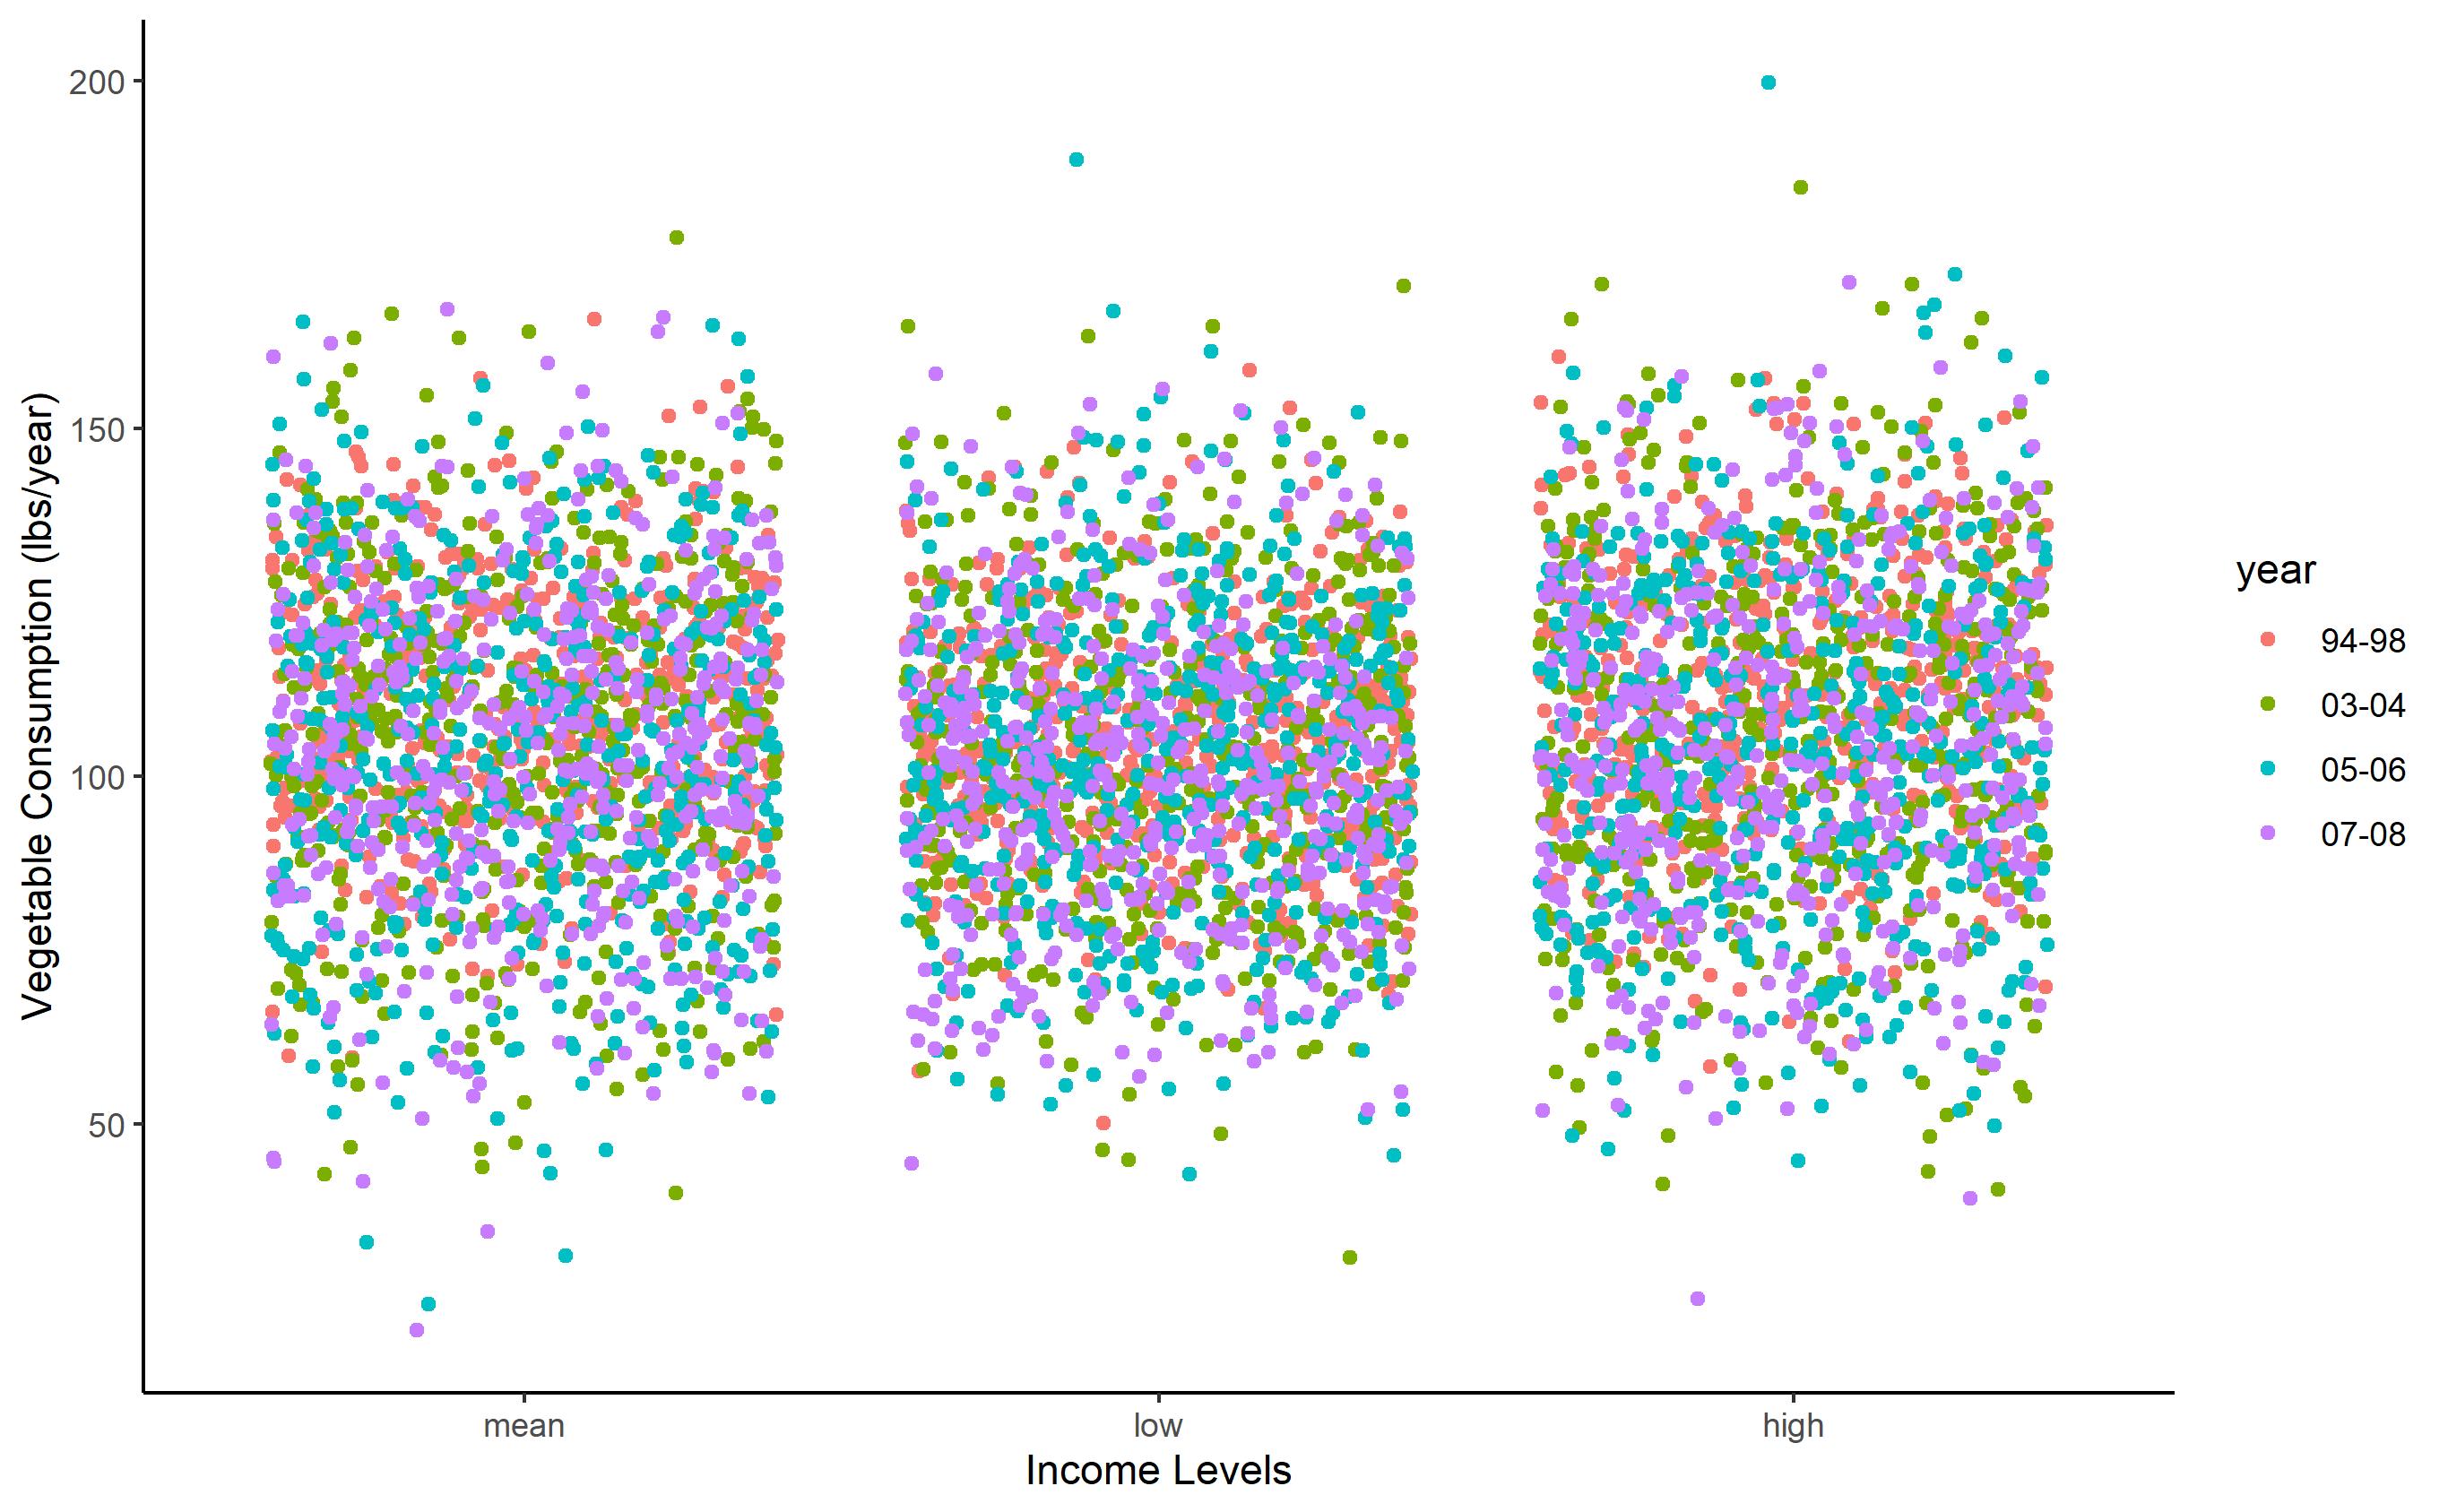 200
150
100
50
Vegetable Consumption (lbs/year)
mean low high
Income Levels
year
94-98
03-04
05-06
07-08